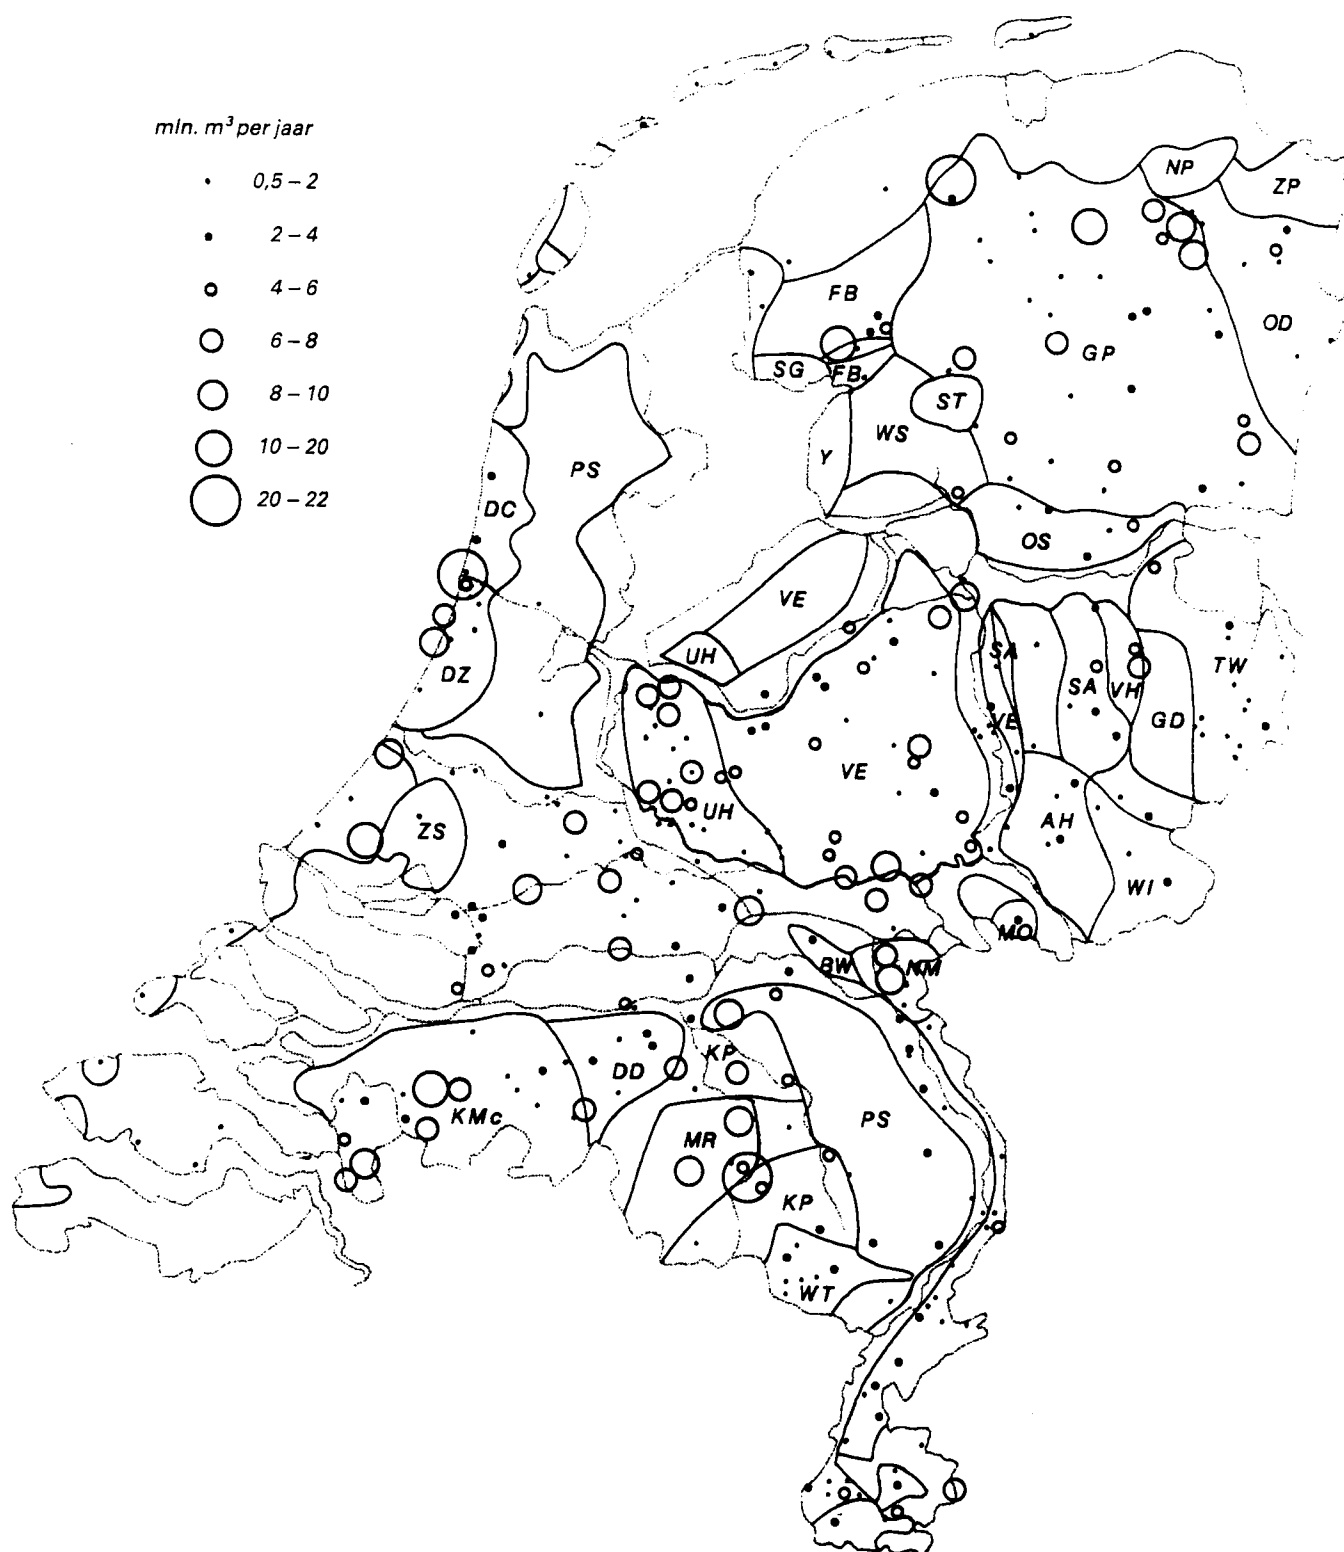 mln. m³ per jaar
0,5 – 2
2 – 4
4 – 6
6 – 8
8 – 10
10 – 20
20 – 22
NP
ZP
FB
OD
GP
SG
FB
ST
WS
Y
PS
DC
OS
VE
UH
SA
SA
VH
TW
DZ
VE
GD
VE
UH
AH
ZS
WI
MO
BW
NM
KP
DD
KMc
MR
PS
KP
WT